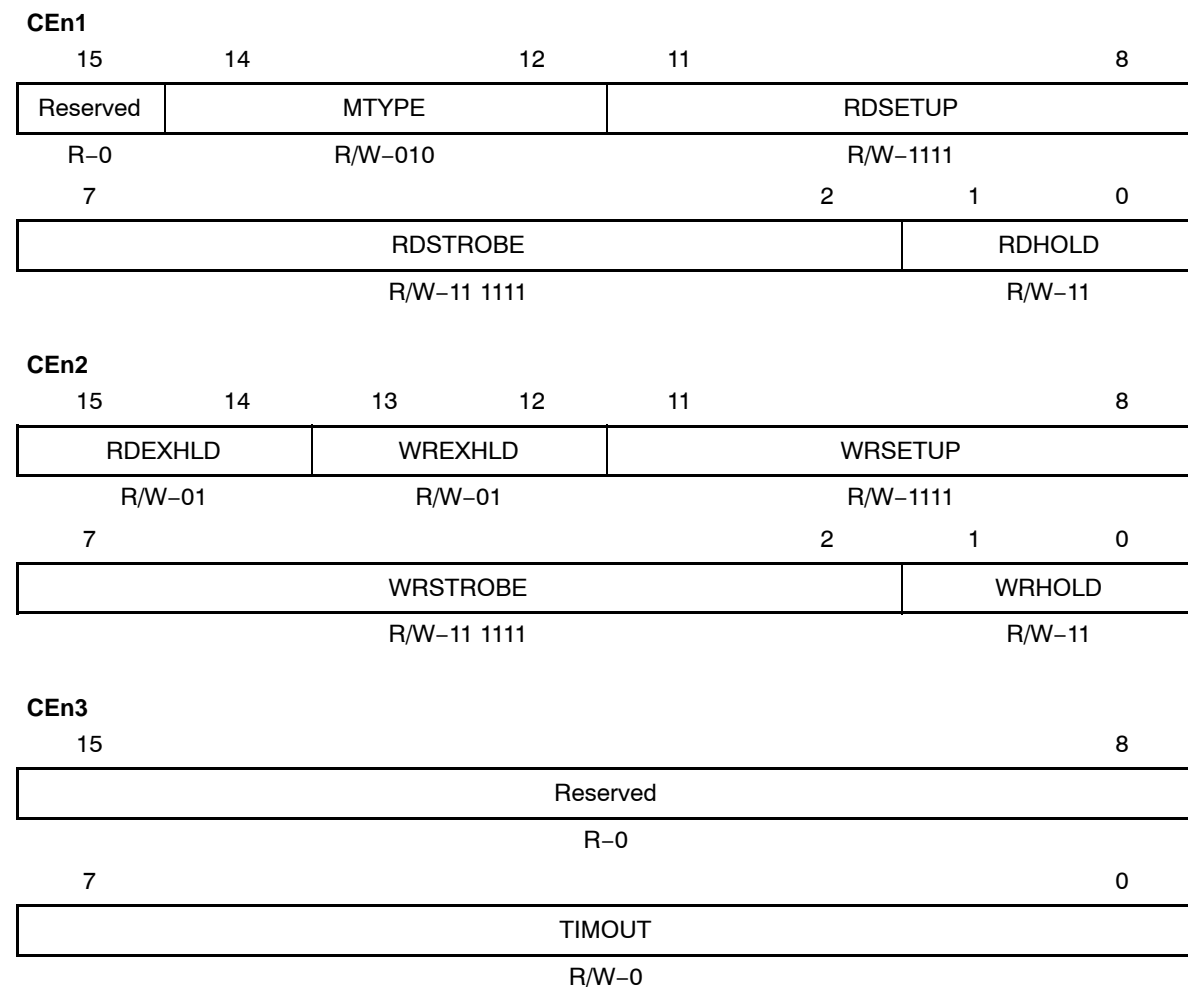 CEn1
15 14 12 11 8
Reserved MTYPE RDSETUP
R−0 R/W−010 R/W−1111
7 2 1 0
RDSTROBE RDHOLD
R/W−11 1111 R/W−11
CEn2
15 14 13 12 11 8
RDEXHLD WREXHLD WRSETUP
R/W−01 R/W−01 R/W−1111
7 2 1 0
WRSTROBE WRHOLD
R/W−11 1111 R/W−11
CEn3
15 8
Reserved
R−0
7 0
TIMOUT
R/W−0